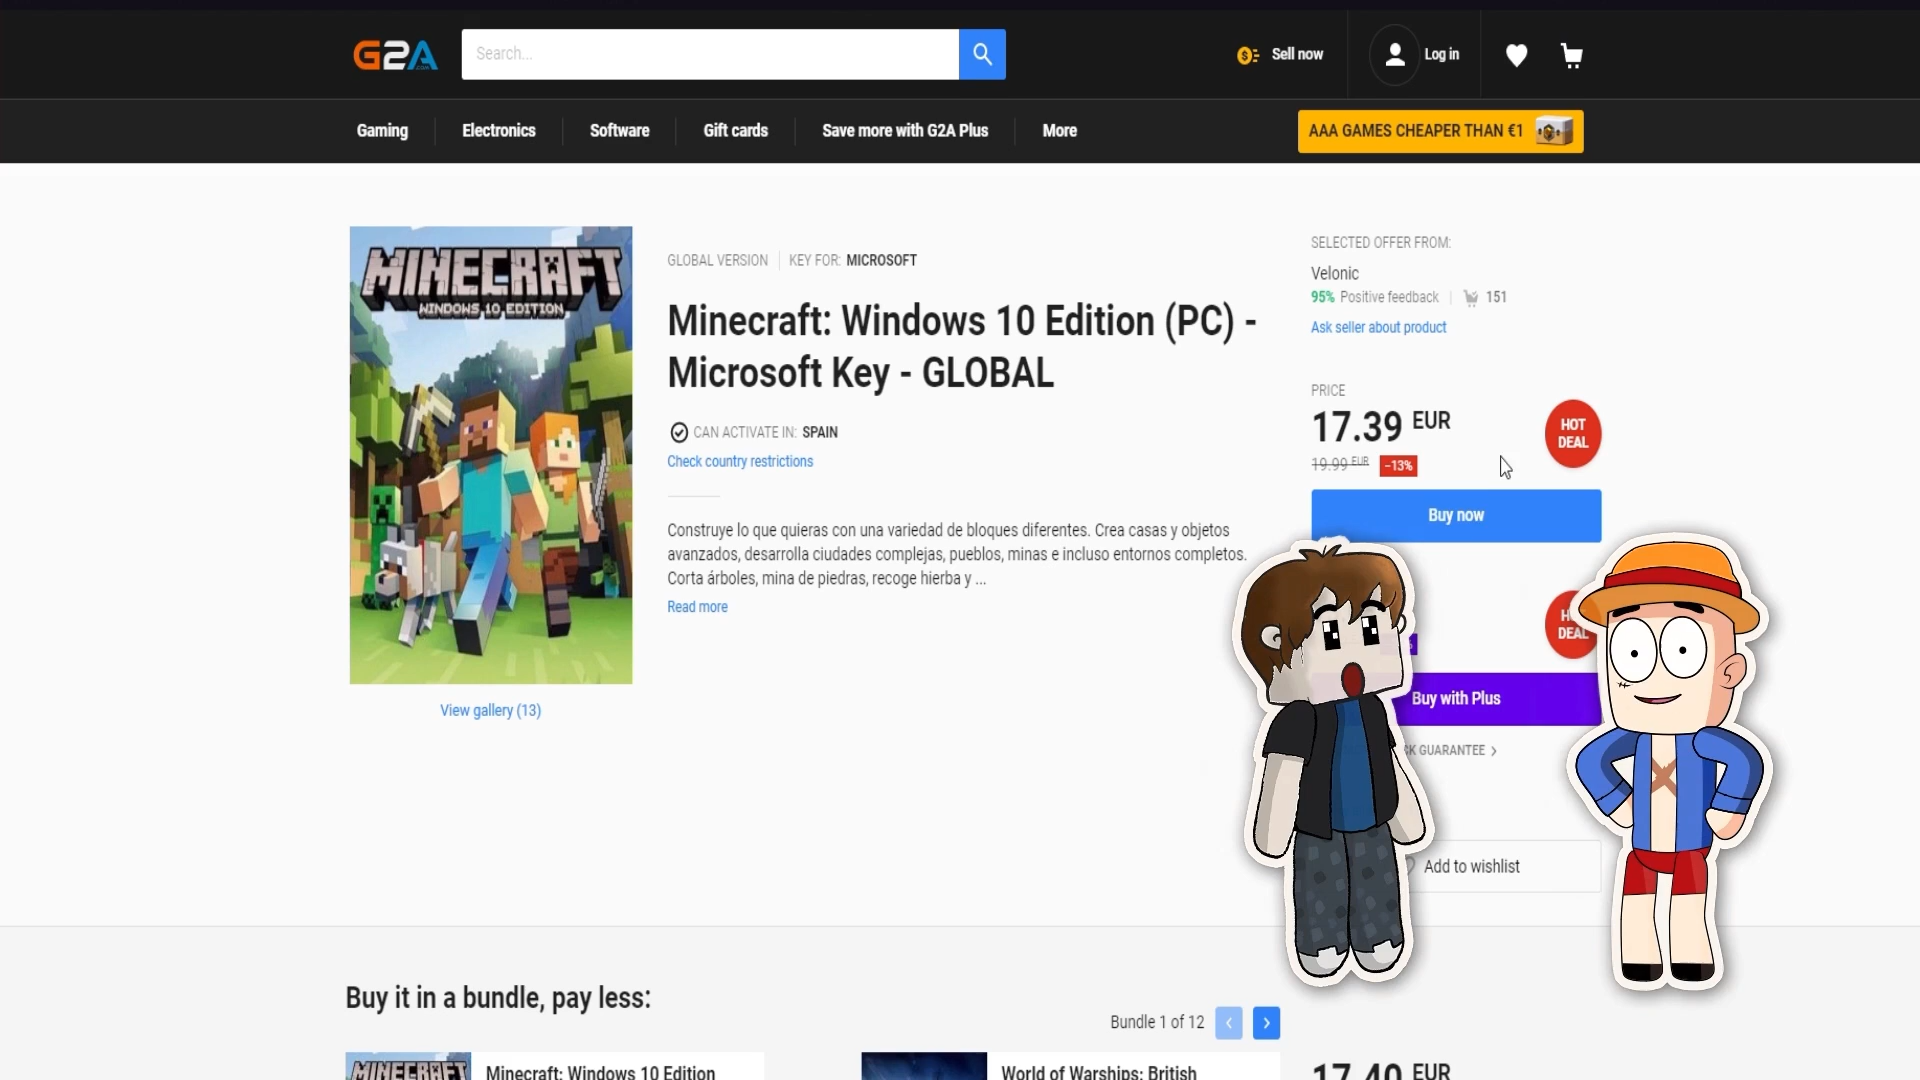 G2A
Search...
Sell now
Log in
Gaming
Electronics
Software
Gift cards
Save more with G2A Plus
More
AAA GAMES CHEAPER THAN €1
MINECRAFT
WINDOWS 10 EDITION
View gallery (13)
GLOBAL VERSION
KEY FOR: MICROSOFT
Minecraft: Windows 10 Edition (PC) -
Microsoft Key - GLOBAL
CAN ACTIVATE IN: SPAIN
Check country restrictions
Construye lo que quieras con una variedad de bloques diferentes. Crea casas y objetos
avanzados, desarrolla ciudades complejas, pueblos, minas e incluso entornos completos.
Corta árboles, mina de piedras, recoge hierba y ...
Read more
SELECTED OFFER FROM:
Velonic
95% Positive feedback
151
Ask seller about product
PRICE
17.39 EUR
19.99 EUR
-13%
HOT
DEAL
Buy now
DEAL
Buy with Plus
GUARANTEE
Add to wishlist
Buy it in a bundle, pay less:
Bundle 1 of 12
MINECRAFT
Minecraft: Windows 10 Edition
World of Warships: British
17.40 EUR